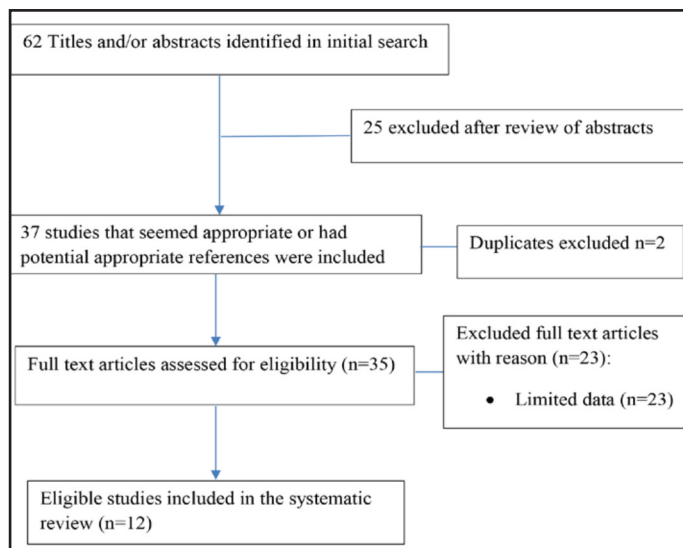 62 Titles and/or abstracts identified in initial search
25 excluded after review of abstracts
37 studies that seemed appropriate or had
potential appropriate references were included
Duplicates excluded n=2
Full text articles assessed for eligibility (n=35)
Excluded full text articles
with reason (n=23):
• Limited data (n=23)
Eligible studies included in the systematic
review (n=12)